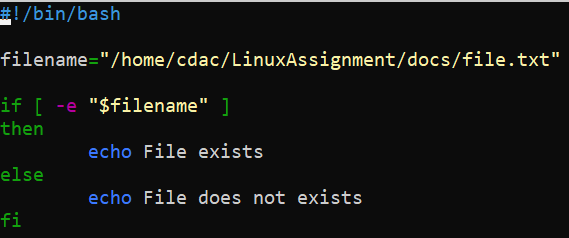 #!/bin/bash
filename="/home/cdac/LinuxAssignment/docs/file.txt"
if [ -e "$filename" ]
then
echo File exists
else
echo File does not exists
fi